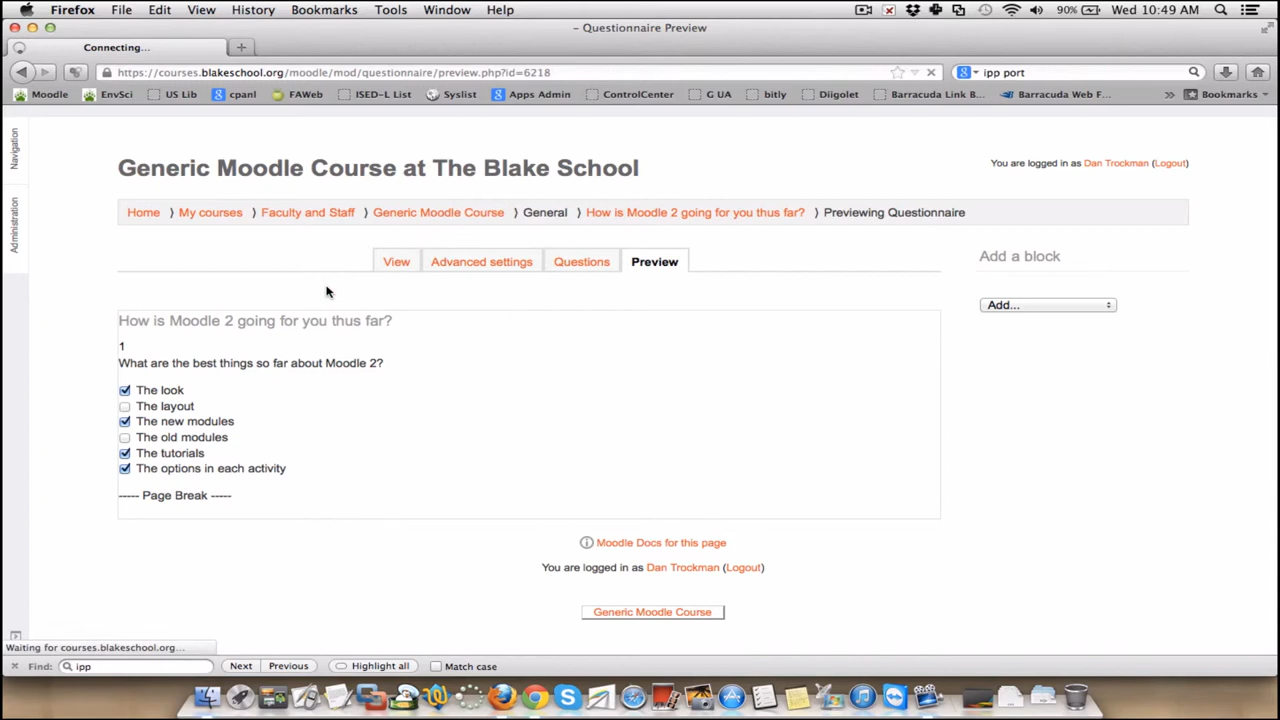 Firefox File Edit View History Bookmarks Tools Window Help 90% Wed 10:49 AM
– Questionnaire Preview
Connecting...
https://courses.blakeschool.org/moodle/mod/questionnaire/preview.php?id=6218 ipp port
Moodle EnvSci US Lib cpanl FAWeb ISED-L List Syslist Apps Admin ControlCenter G UA bitly Diigolet Barracuda Link B... Barracuda Web F... » Bookmarks
Navigation
Administration
Generic Moodle Course at The Blake School
You are logged in as Dan Trockman (Logout)
Home 〉 My courses 〉 Faculty and Staff 〉 Generic Moodle Course 〉 General 〉 How is Moodle 2 going for you thus far? 〉 Previewing Questionnaire
View Advanced settings Questions Preview
Add a block
Add...
How is Moodle 2 going for you thus far?
1
What are the best things so far about Moodle 2?
The look
The layout
The new modules
The old modules
The tutorials
The options in each activity
----- Page Break -----
Moodle Docs for this page
You are logged in as Dan Trockman (Logout)
Generic Moodle Course
Waiting for courses.blakeschool.org...
Find: ipp Next Previous Highlight all Match case